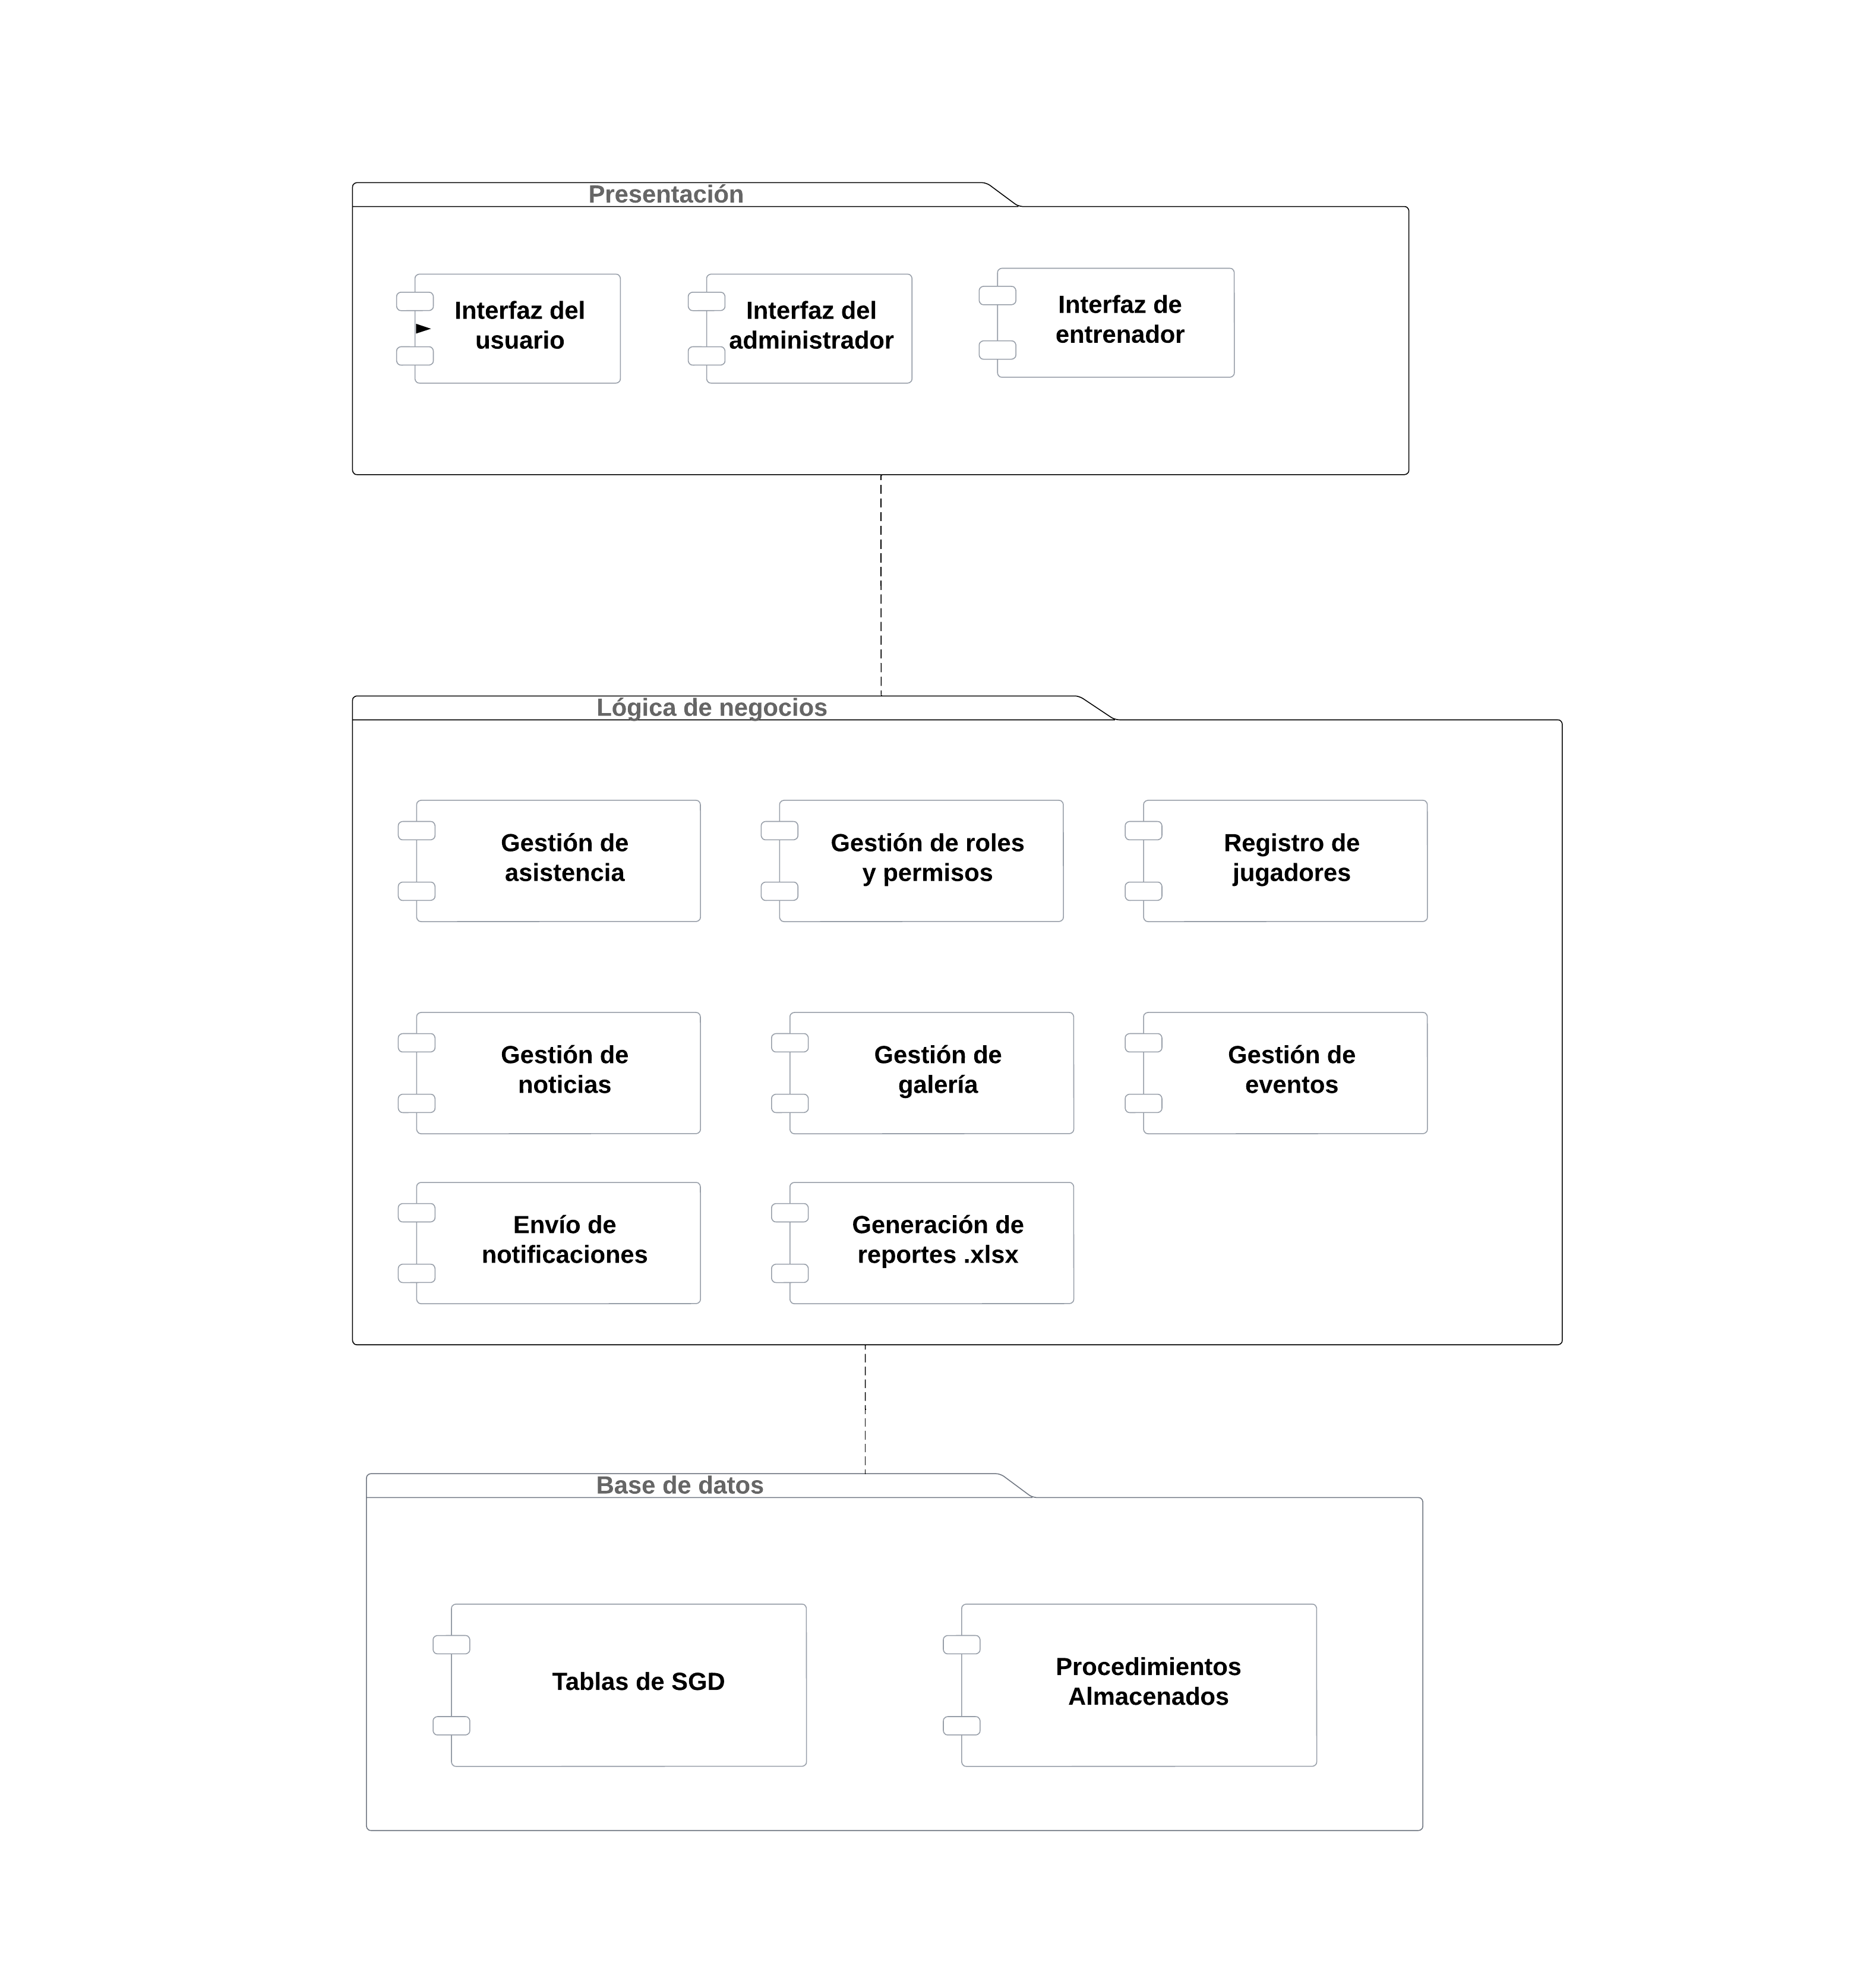 Presentación
Interfaz del
usuario
Interfaz del
administrador
Interfaz de
entrenador
Lógica de negocios
Gestión de
asistencia
Gestión de roles
y permisos
Registro de
jugadores
Gestión de
noticias
Gestión de
galería
Gestión de
eventos
Envío de
notificaciones
Generación de
reportes .xlsx
Base de datos
Tablas de SGD
Procedimientos
Almacenados